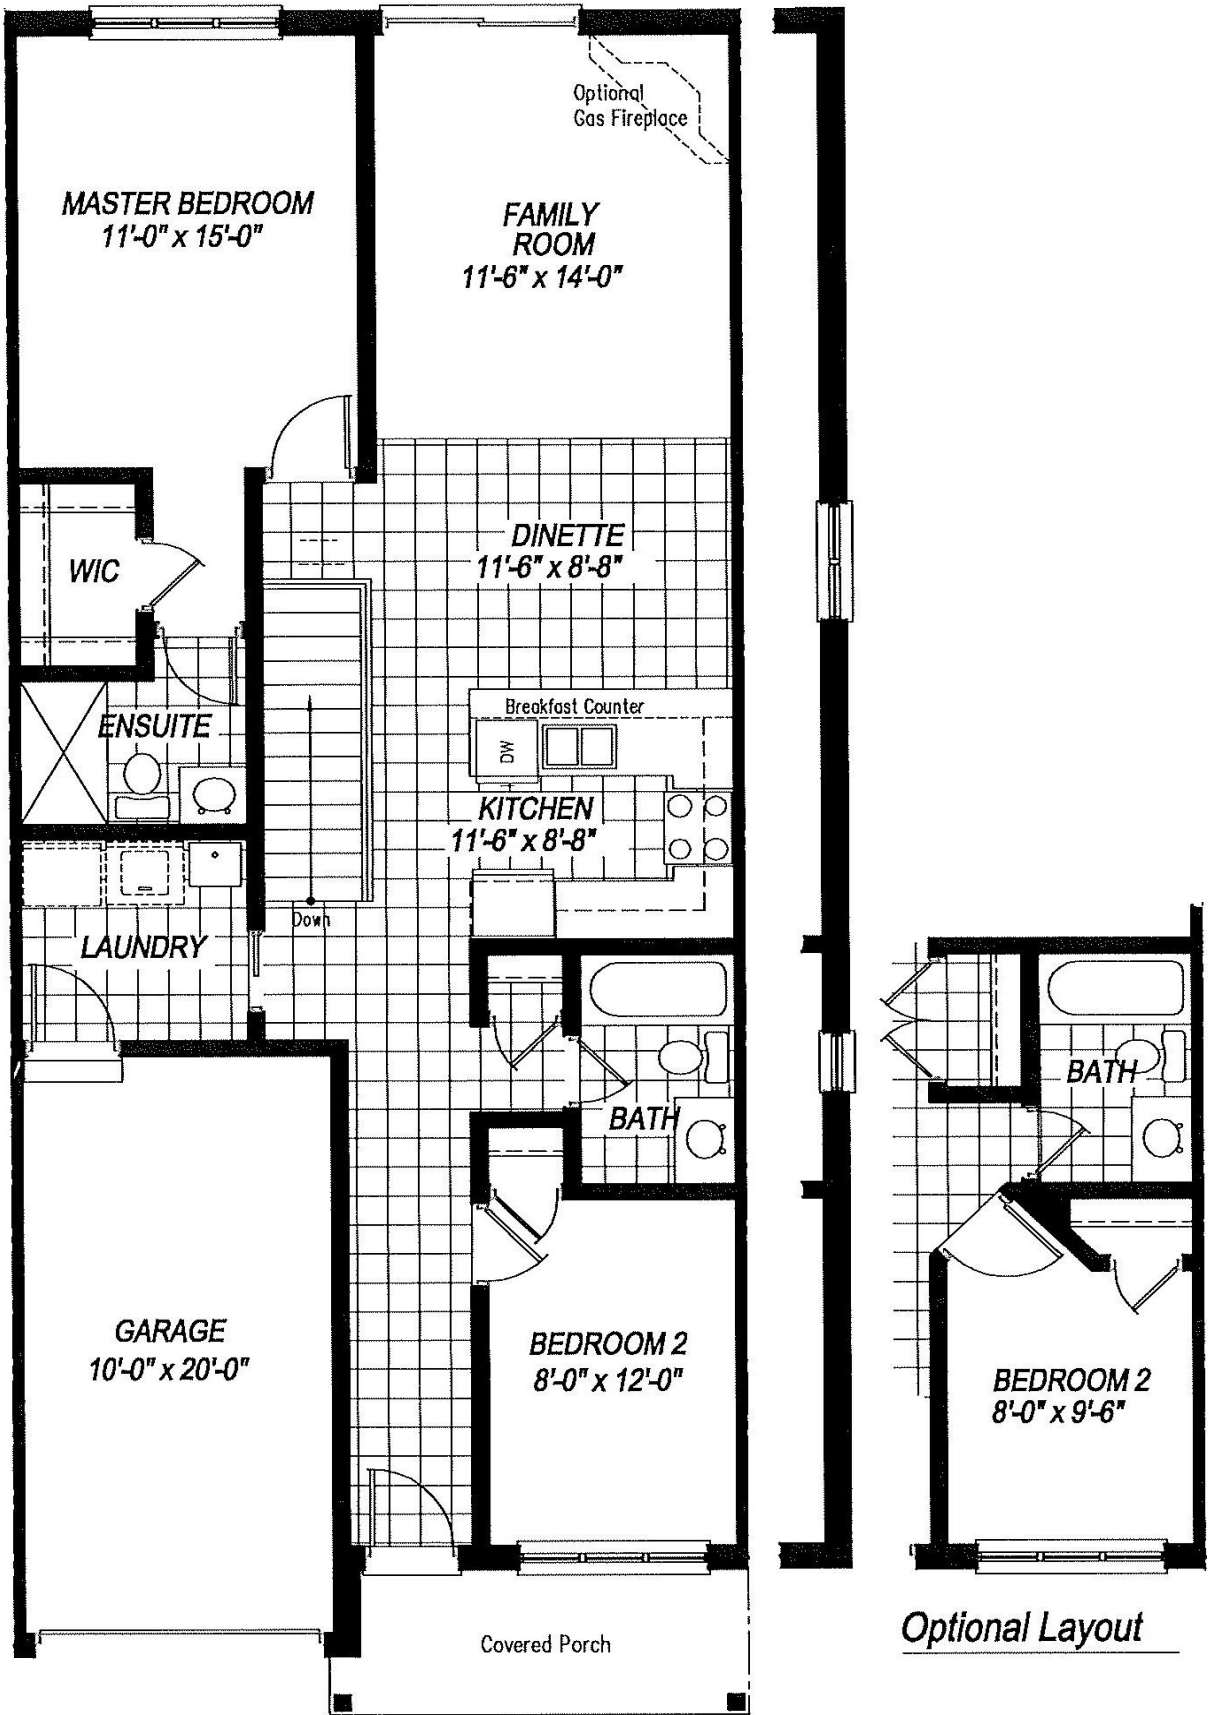 Optional
Gas Fireplace
MASTER BEDROOM
11'-0" x 15'-0"
FAMILY
ROOM
11'-6" x 14'-0"
DINETTE
11'-6" x 8'-8"
WIC
Breakfast Counter
ENSUITE
DW
KITCHEN
11'-6" x 8'-8"
Down
LAUNDRY
BATH
BATH
GARAGE
10'-0" x 20'-0"
BEDROOM 2
8'-0" x 12'-0"
BEDROOM 2
8'-0" x 9'-6"
Covered Porch
Optional Layout